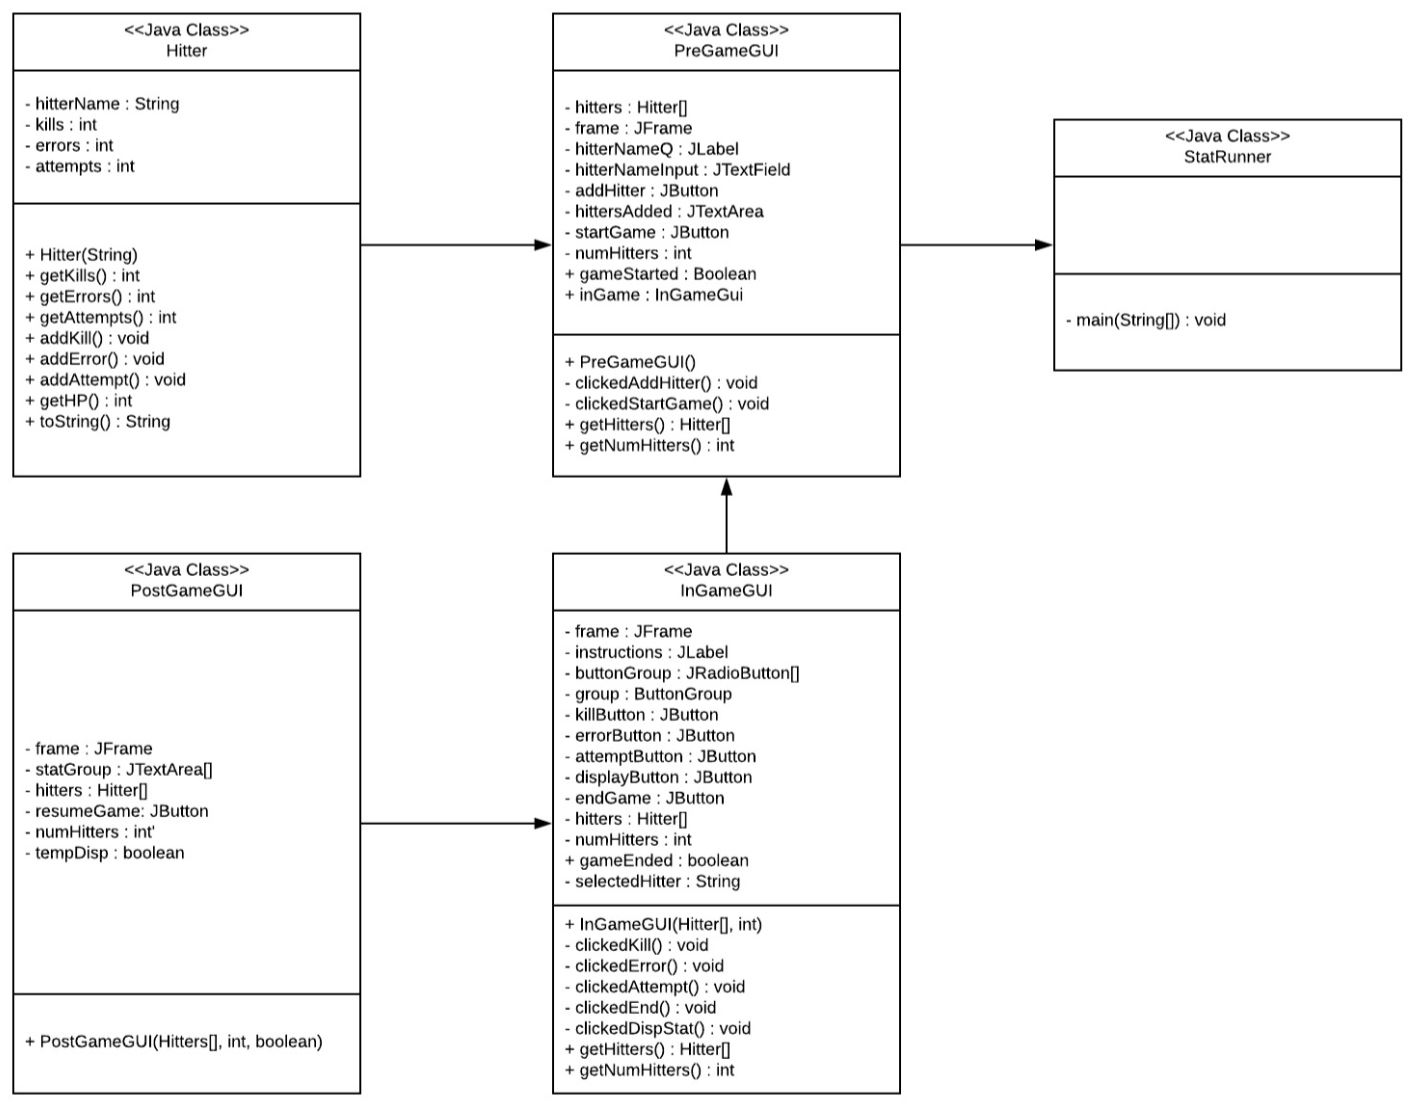 <<Java Class>>
Hitter
- hitterName : String
- kills : int
- errors : int
- attempts : int
+ Hitter(String)
+ getKills() : int
+ getErrors() : int
+ getAttempts() : int
+ addKill() : void
+ addError() : void
+ addAttempt() : void
+ getHP() : int
+ toString() : String
<<Java Class>>
PreGameGUI
- hitters : Hitter[]
- frame : JFrame
- hitterNameQ : JLabel
- hitterNameInput : JTextField
- addHitter : JButton
- hittersAdded : JTextArea
- startGame : JButton
- numHitters : int
+ gameStarted : Boolean
+ inGame : InGameGui
+ PreGameGUI()
- clickedAddHitter() : void
- clickedStartGame() : void
+ getHitters() : Hitter[]
+ getNumHitters() : int
<<Java Class>>
StatRunner
- main(String[]) : void
<<Java Class>>
PostGameGUI
- frame : JFrame
- statGroup : JTextArea[]
- hitters : Hitter[]
- resumeGame: JButton
- numHitters : int'
- tempDisp : boolean
+ PostGameGUI(Hitters[], int, boolean)
<<Java Class>>
InGameGUI
- frame : JFrame
- instructions : JLabel
- buttonGroup : JRadioButton[]
- group : ButtonGroup
- killButton : JButton
- errorButton : JButton
- attemptButton : JButton
- displayButton : JButton
- endGame : JButton
- hitters : Hitter[]
- numHitters : int
+ gameEnded : boolean
- selectedHitter : String
+ InGameGUI(Hitter[], int)
- clickedKill() : void
- clickedError() : void
- clickedAttempt() : void
- clickedEnd() : void
- clickedDispStat() : void
+ getHitters() : Hitter[]
+ getNumHitters() : int